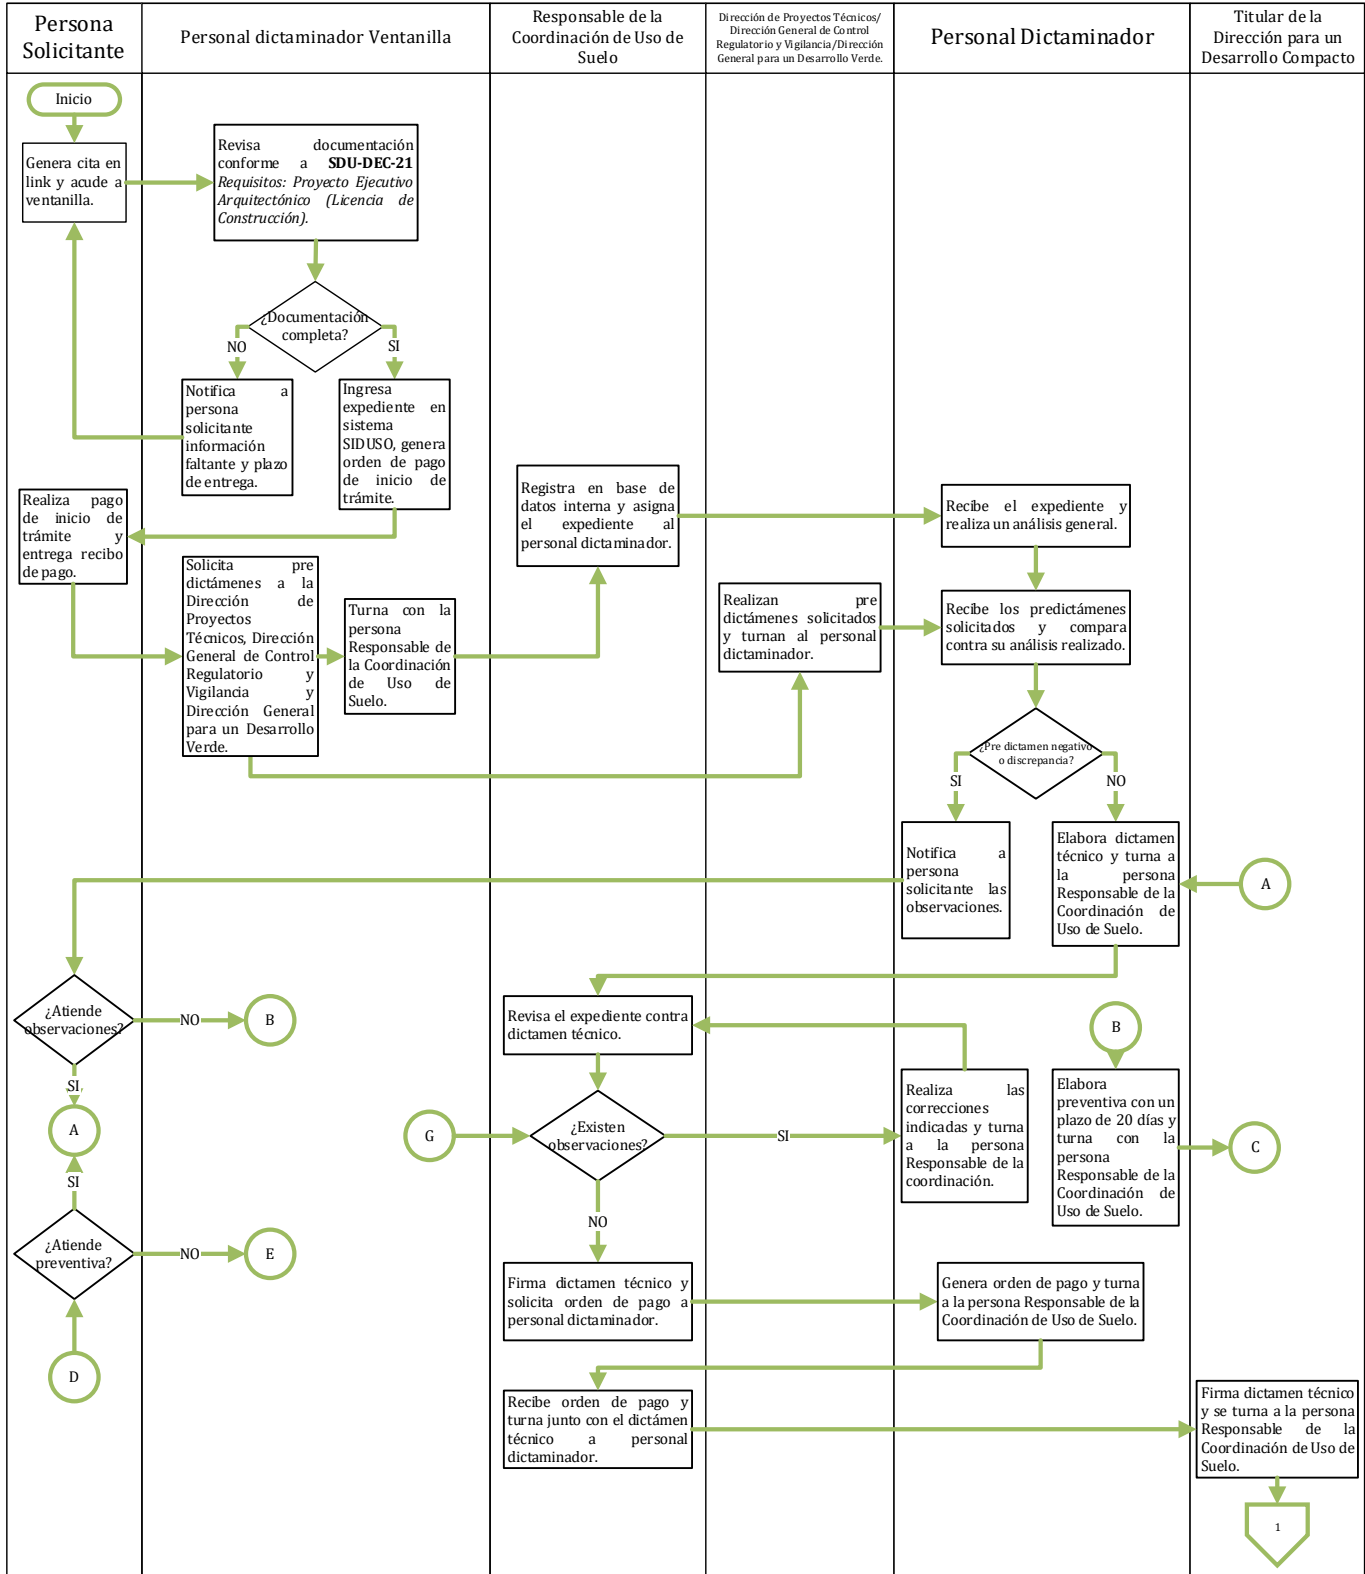 Persona
Solicitante
Personal dictaminador Ventanilla
Responsable de la
Coordinación de Uso de
Suelo
Dirección de Proyectos Técnicos/
Dirección General de Control
Regulatorio y Vigilancia/Dirección
General para un Desarrollo Verde.
Personal Dictaminador
Titular de la
Dirección para un
Desarrollo Compacto
Inicio
Genera cita en
link y acude a
ventanilla.
Revisa documentación
conforme a SDU-DEC-21
Requisitos: Proyecto Ejecutivo
Arquitectónico (Licencia de
Construcción).
¿Documentación
completa?
NO
SI
Notifica a
persona
solicitante
información
faltante y plazo
de entrega.
Ingresa
expediente en
sistema
SIDUSO, genera
orden de pago
de inicio de
trámite.
Realiza pago
de inicio de
trámite y
entrega recibo
de pago.
Solicita pre
dictámenes a la
Dirección de
Proyectos
Técnicos, Dirección
General de Control
Regulatorio y
Vigilancia y
Dirección General
para un Desarrollo
Verde.
Turna con la
persona
Responsable de
la Coordinación
de Uso de
Suelo.
Registra en base de
datos interna y asigna
el expediente al
personal dictaminador.
Realizan pre
dictámenes solicitados
y turnan al personal
dictaminador.
Recibe el expediente y
realiza un análisis general.
Recibe los predictámenes
solicitados y compara
contra su análisis realizado.
¿Pre dictamen negativo
o discrepancia?
SI
NO
Notifica a
persona
solicitante las
observaciones.
Elabora dictamen
técnico y turna a
la persona
Responsable de la
Coordinación de
Uso de Suelo.
A
¿Atiende
observaciones?
NO
B
SI
A
SI
¿Atiende
preventiva?
NO
E
D
Revisa el expediente contra
dictamen técnico.
G
¿Existen
observaciones?
SI
NO
Realiza las
correcciones
indicadas y turna
a la persona
Responsable de la
coordinación.
B
Elabora
preventiva con un
plazo de 20 días y
turna con la
persona
Responsable de la
Coordinación de
Uso de Suelo.
C
Firma dictamen técnico y
solicita orden de pago a
personal dictaminador.
Genera orden de pago y turna
a la persona Responsable de la
Coordinación de Uso de Suelo.
Recibe orden de pago y
turna junto con el dictámen
técnico a personal
dictaminador.
Firma dictamen técnico
y se turna a la persona
Responsable de la
Coordinación de Uso de
Suelo.
1